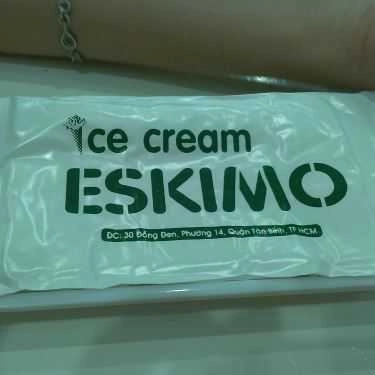 ice cream
ESKIMO
ĐC: 30 Đồng Đen, Phường 14, Quận Tân Bình, TP HCM